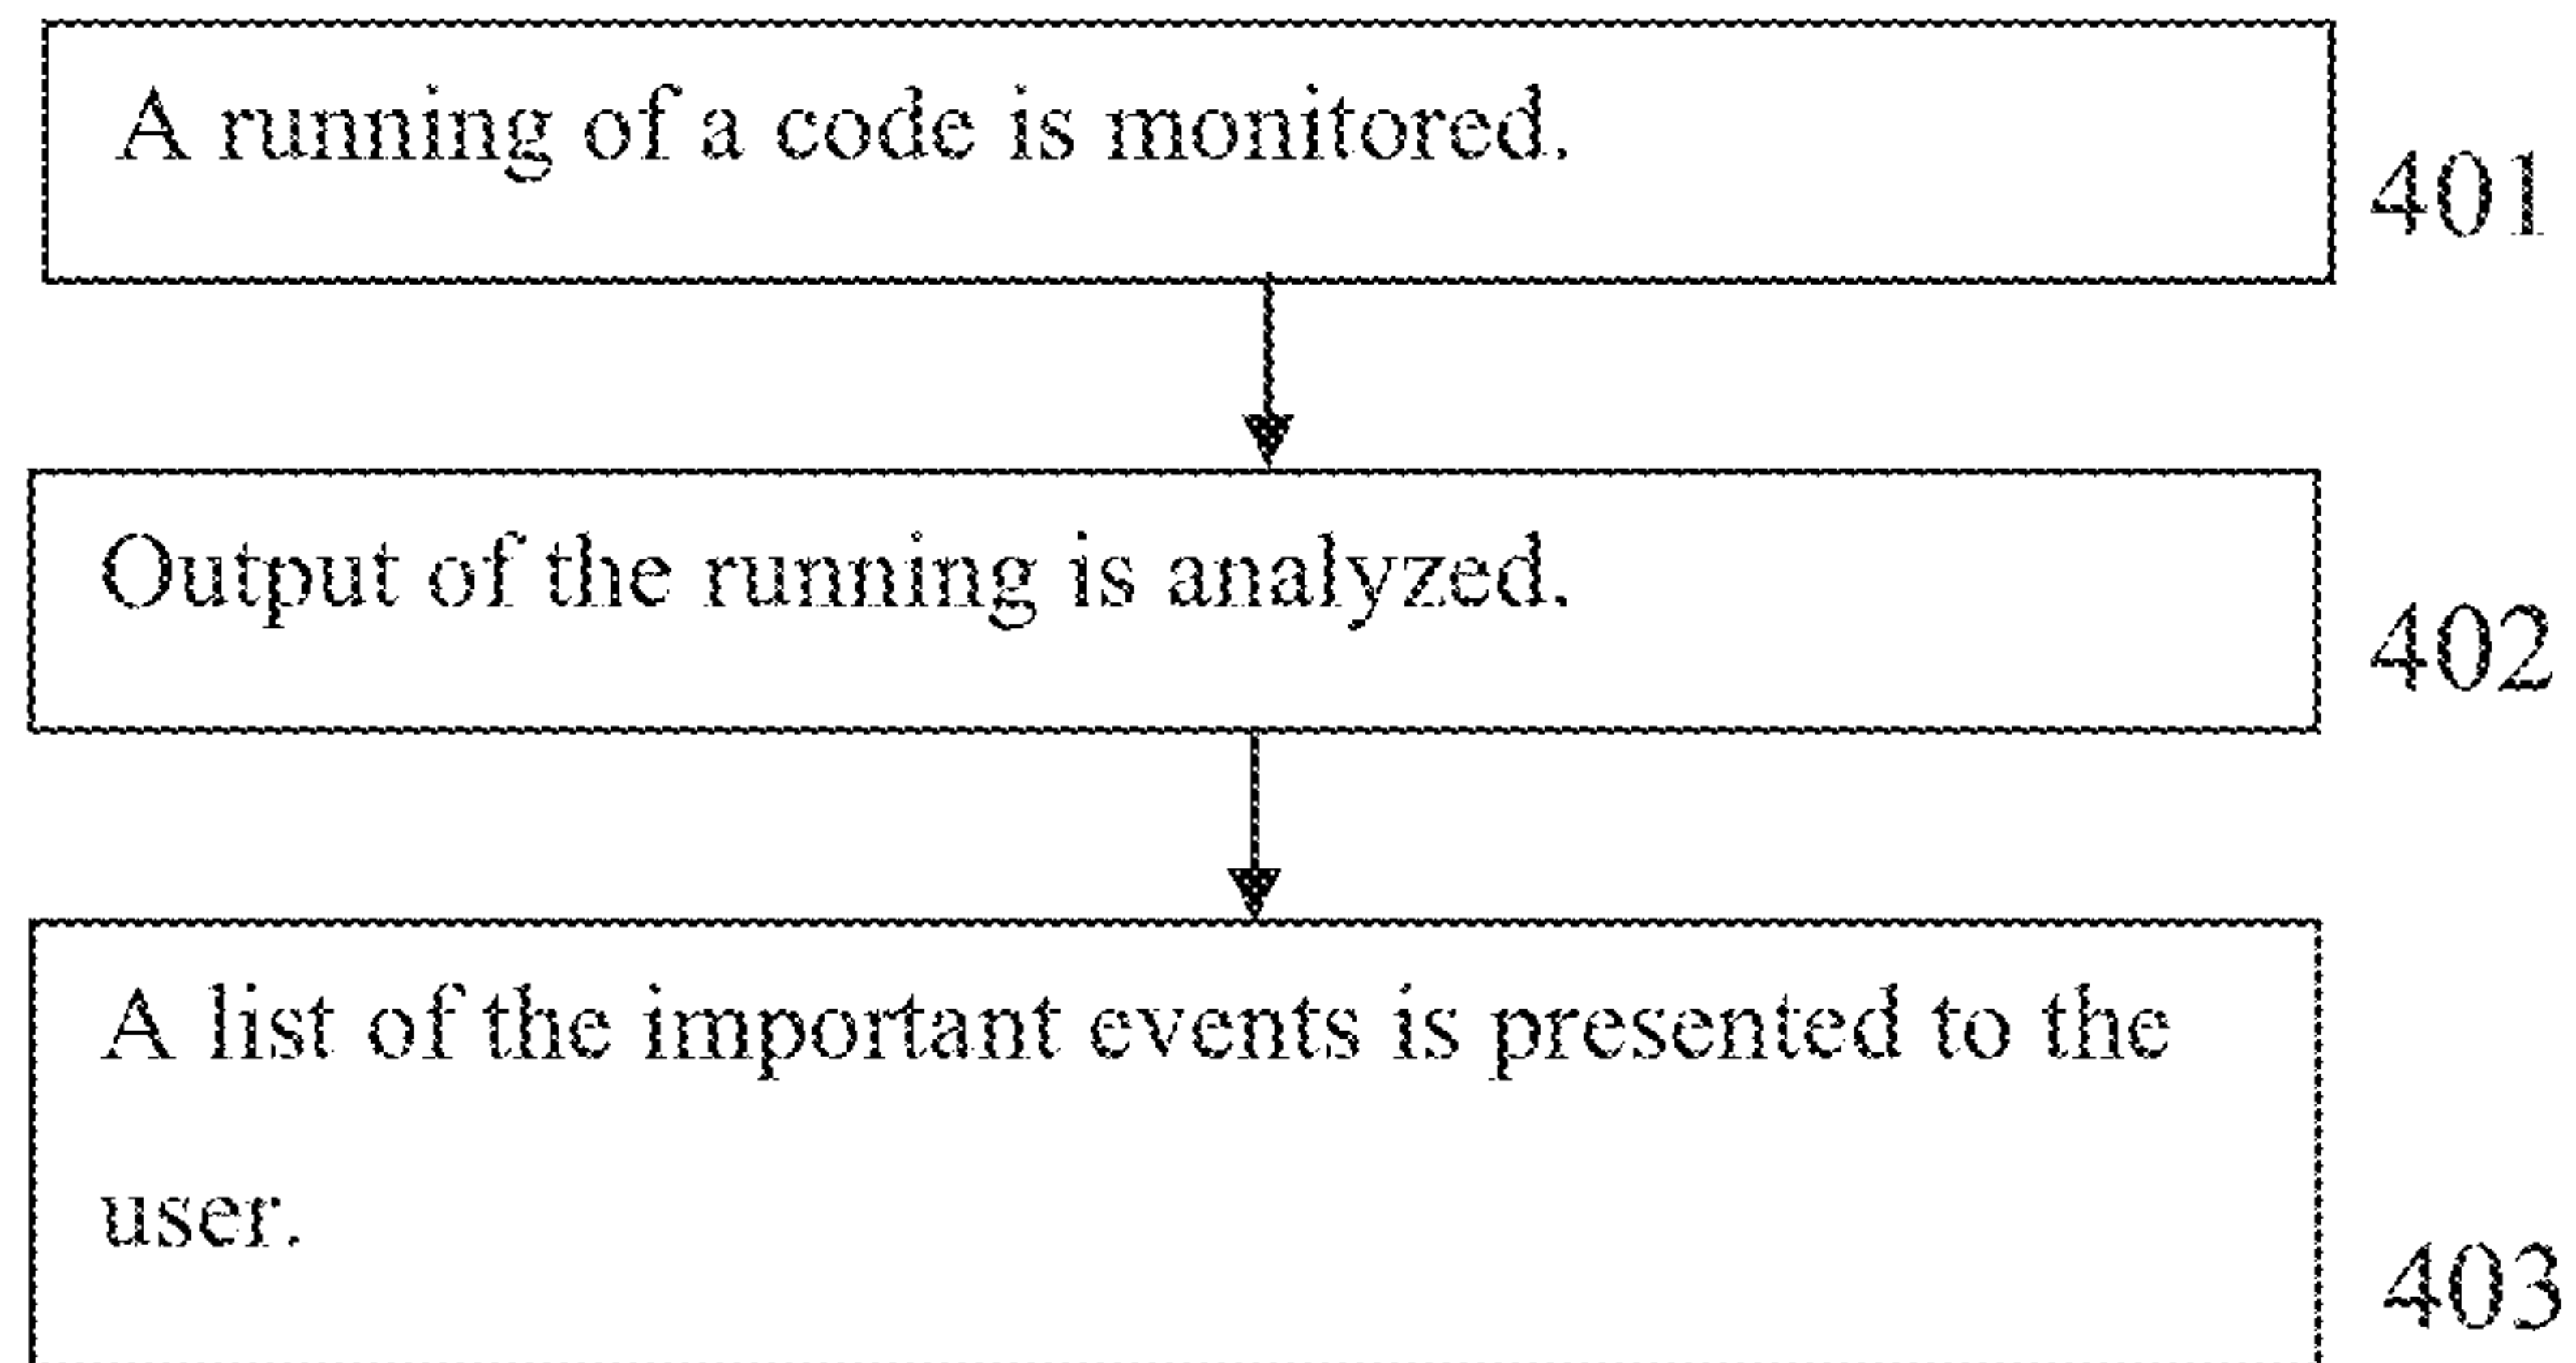 A running of a code is monitored.
401
Output of the running is analyzed.
402
A list of the important events is presented to the
user.
403